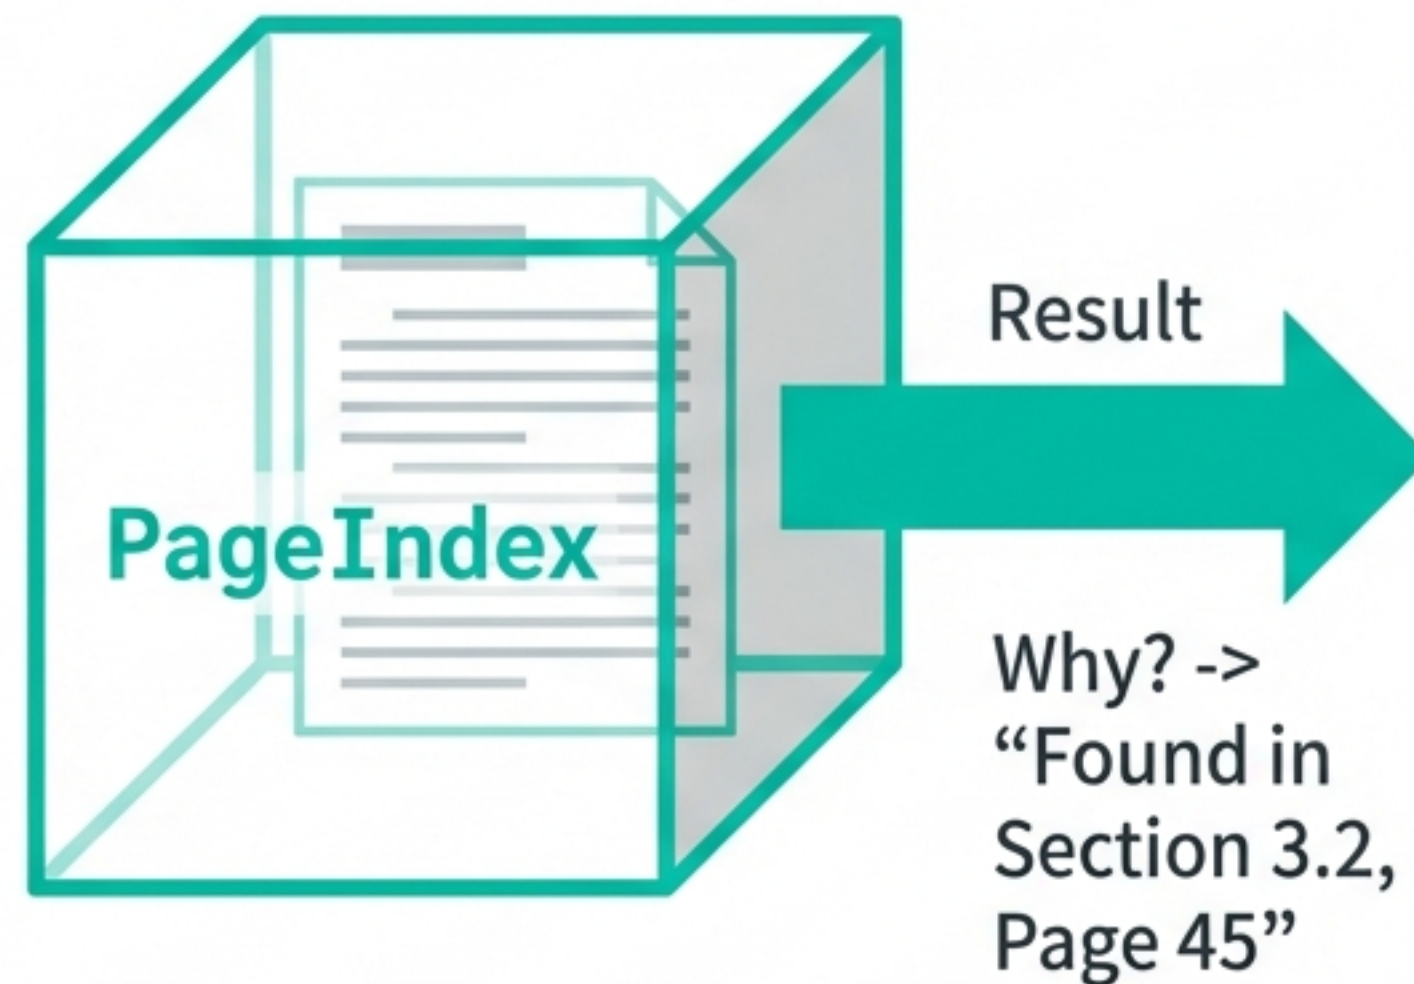 PageIndex
Result
Why? ->
“Found in
Section 3.2,
Page 45”